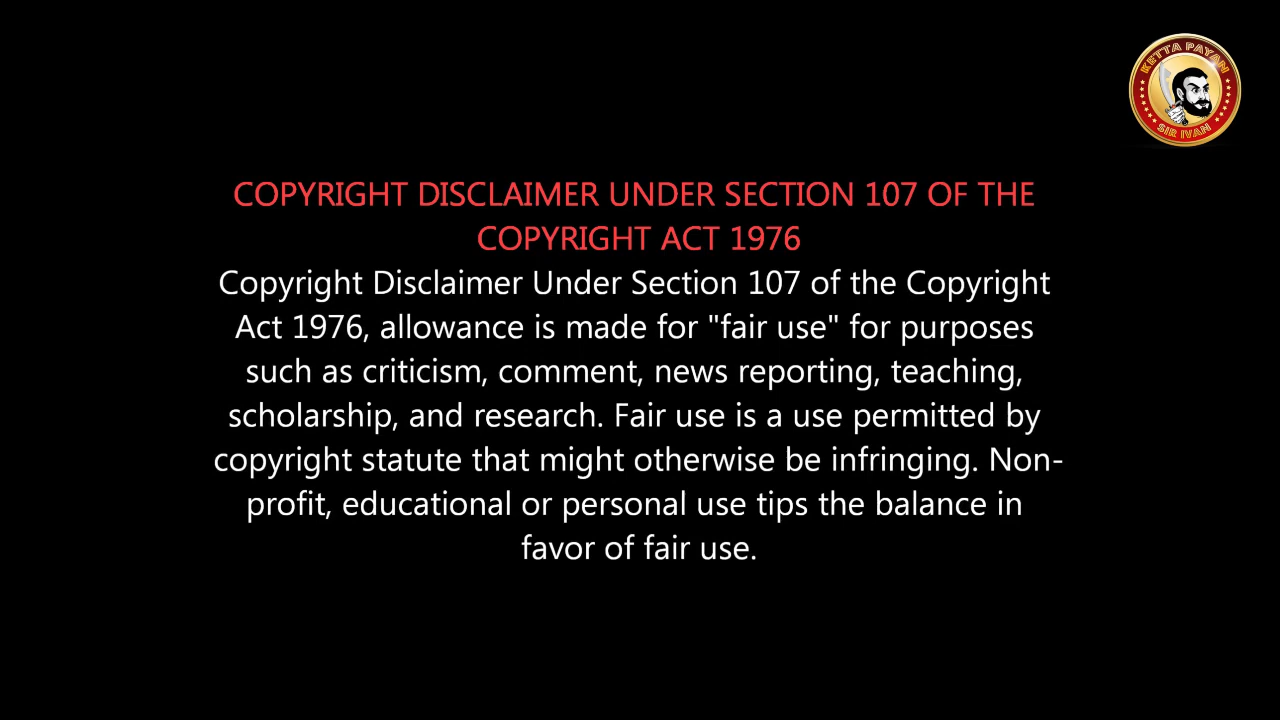 KETTA PAYAN
SIR IVAN
COPYRIGHT DISCLAIMER UNDER SECTION 107 OF THE
COPYRIGHT ACT 1976
Copyright Disclaimer Under Section 107 of the Copyright
Act 1976, allowance is made for "fair use" for purposes
such as criticism, comment, news reporting, teaching,
scholarship, and research. Fair use is a use permitted by
copyright statute that might otherwise be infringing. Non-
profit, educational or personal use tips the balance in
favor of fair use.